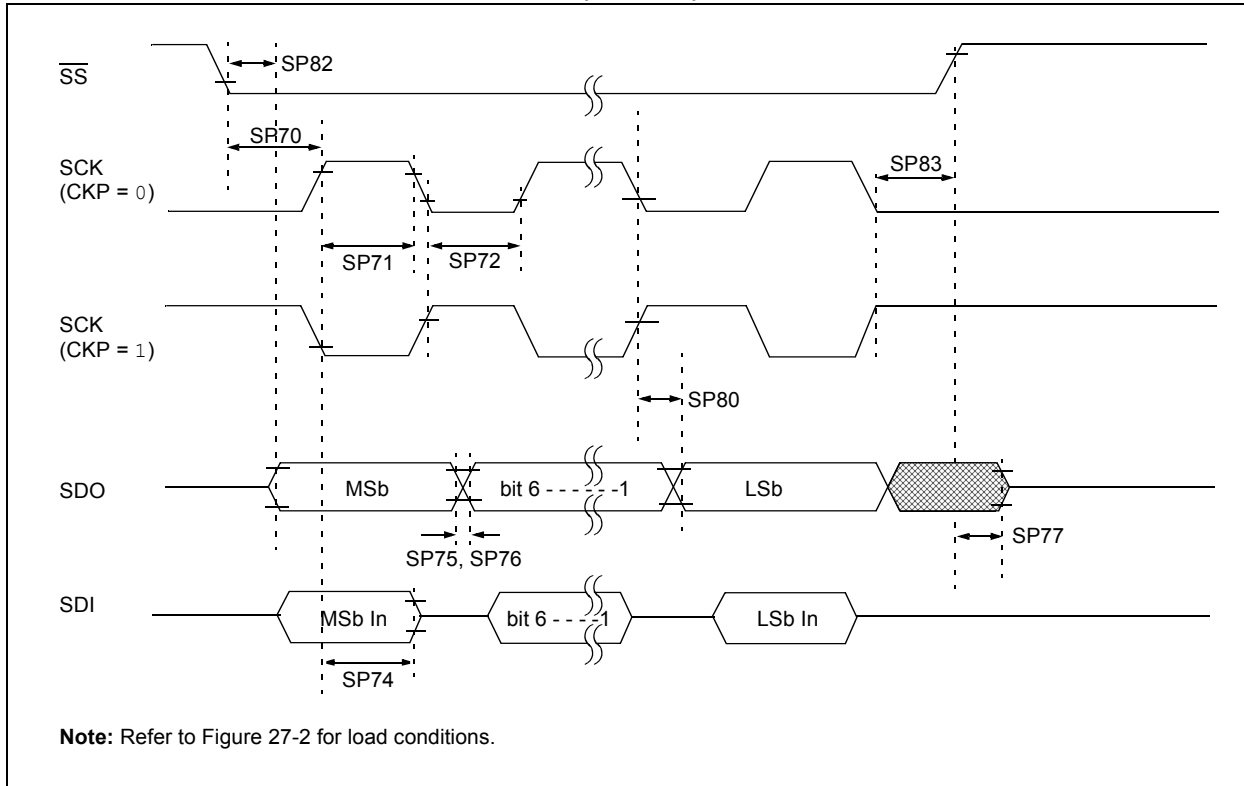 SS
SP82
SP70
SCK
(CKP = 0)
SP83
SP71
SP72
SCK
(CKP = 1)
SP80
SDO
MSb
bit 6 - - - - - -1
LSb
SP75, SP76
SP77
SDI
MSb In
bit 6 - - - -1
LSb In
SP74
Note: Refer to Figure 27-2 for load conditions.